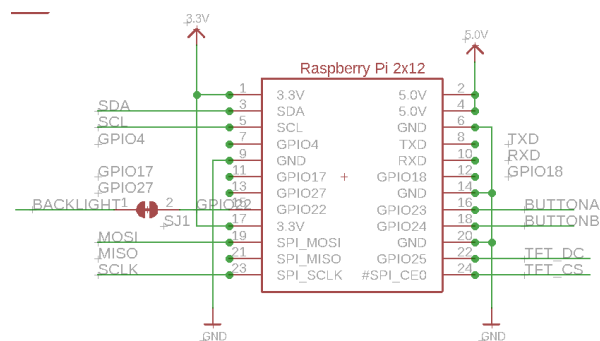 3.3V
5.0V
Raspberry Pi 2x12
1 3.3V 5.0V 2
SDA 3 SDA 5.0V 4
SCL 5 SCL GND 6
GPIO4 7 GPIO4 TXD 8 TXD
9 GND RXD 10 RXD
GPIO17 11 GPIO17 GPIO18 12 GPIO18
GPIO27 13 GPIO27 GND 14
BACKLIGHT 1 2 GPIO22 15 GPIO22 GPIO23 16 BUTTONA
SJ1 17 3.3V GPIO24 18 BUTTONB
MOSI 19 SPI_MOSI GND 20
MISO 21 SPI_MISO GPIO25 22 TFT_DC
SCLK 23 SPI_SCLK #SPI_CE0 24 TFT_CS
GND
GND